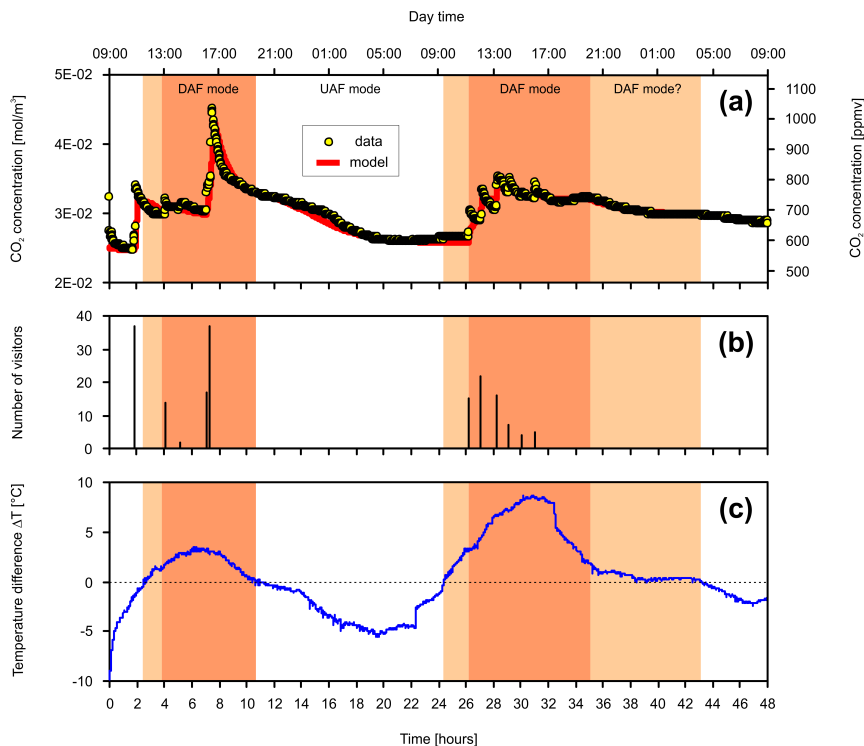 Day time
09:00 13:00 17:00 21:00 01:00 05:00 09:00 13:00 17:00 21:00 01:00 05:00 09:00
5E-02
4E-02
3E-02
2E-02
CO₂ concentration [mol/m³]
DAF mode
UAF mode
DAF mode
DAF mode?
(a)
data
model
1100
1000
900
800
700
600
500
CO₂ concentration [ppmv]
40
30
20
10
0
Number of visitors
(b)
10
5
0
-5
-10
Temperature difference ΔT [°C]
(c)
0 2 4 6 8 10 12 14 16 18 20 22 24 26 28 30 32 34 36 38 40 42 44 46 48
Time [hours]